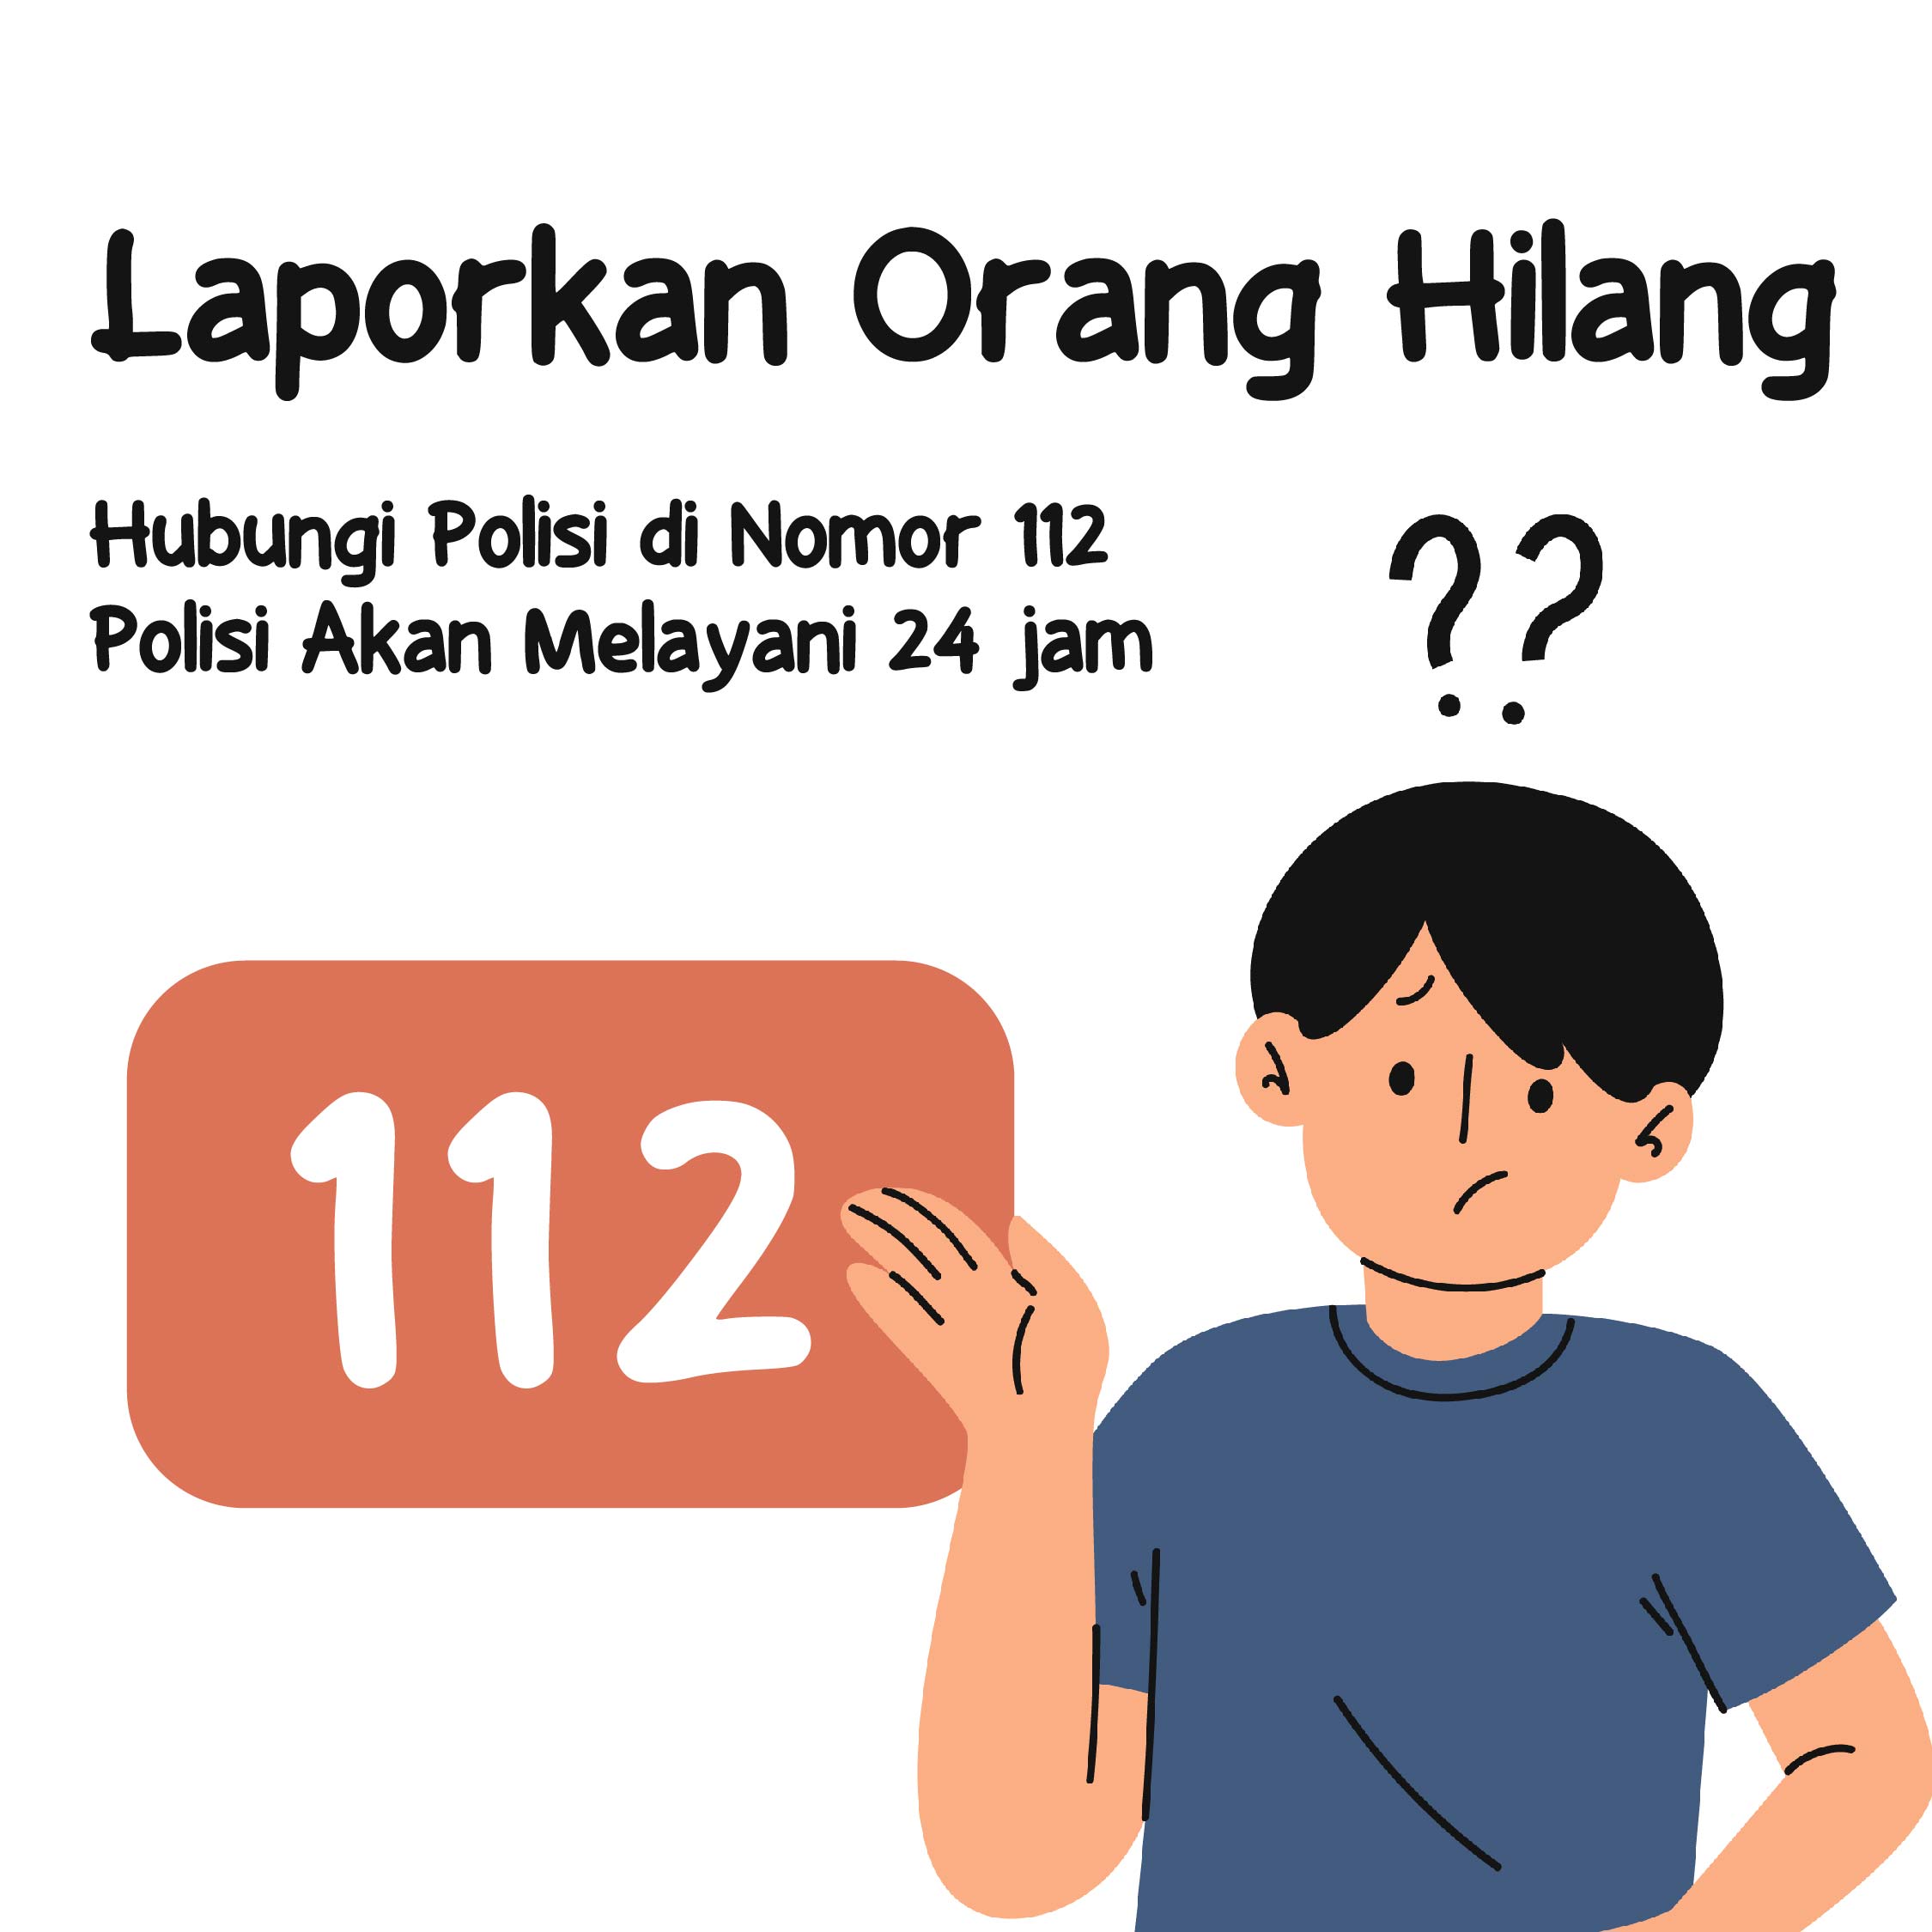 Laporkan Orang Hilang
Hubungi Polisi di Nomor 112
Polisi Akan Melayani 24 jam
??
112